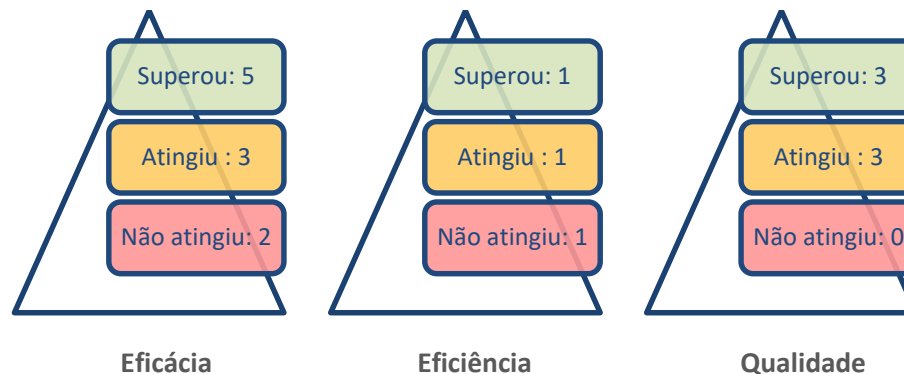 Superou: 5
Atingiu : 3
Não atingiu: 2
Eficácia
Superou: 1
Atingiu : 1
Não atingiu: 1
Eficiência
Superou: 3
Atingiu : 3
Não atingiu: 0
Qualidade